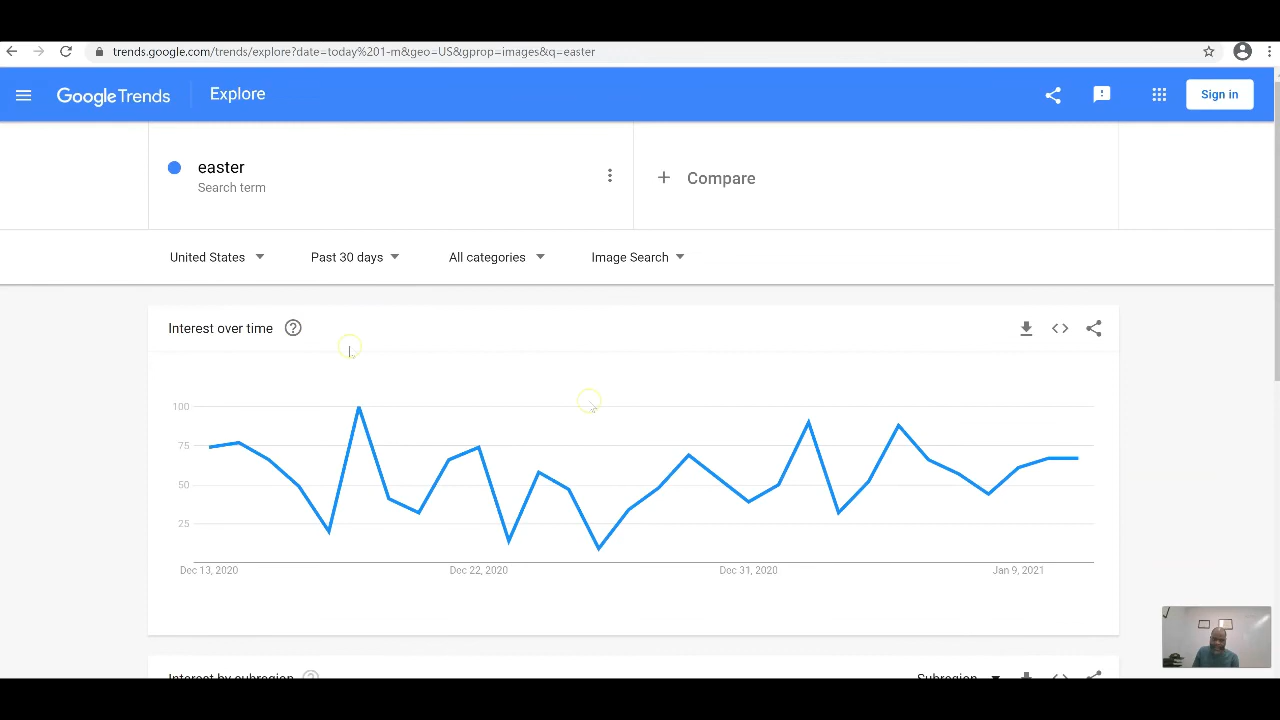 trends.google.com/trends/explore?date=today%201-m&geo=US&gprop=images&q=easter
Google Trends
Explore
Sign in
easter
Search term
+ Compare
United States
Past 30 days
All categories
Image Search
Interest over time
100
75
50
25
Dec 13, 2020
Dec 22, 2020
Dec 31, 2020
Jan 9, 2021
Interest by subregion
Subregion